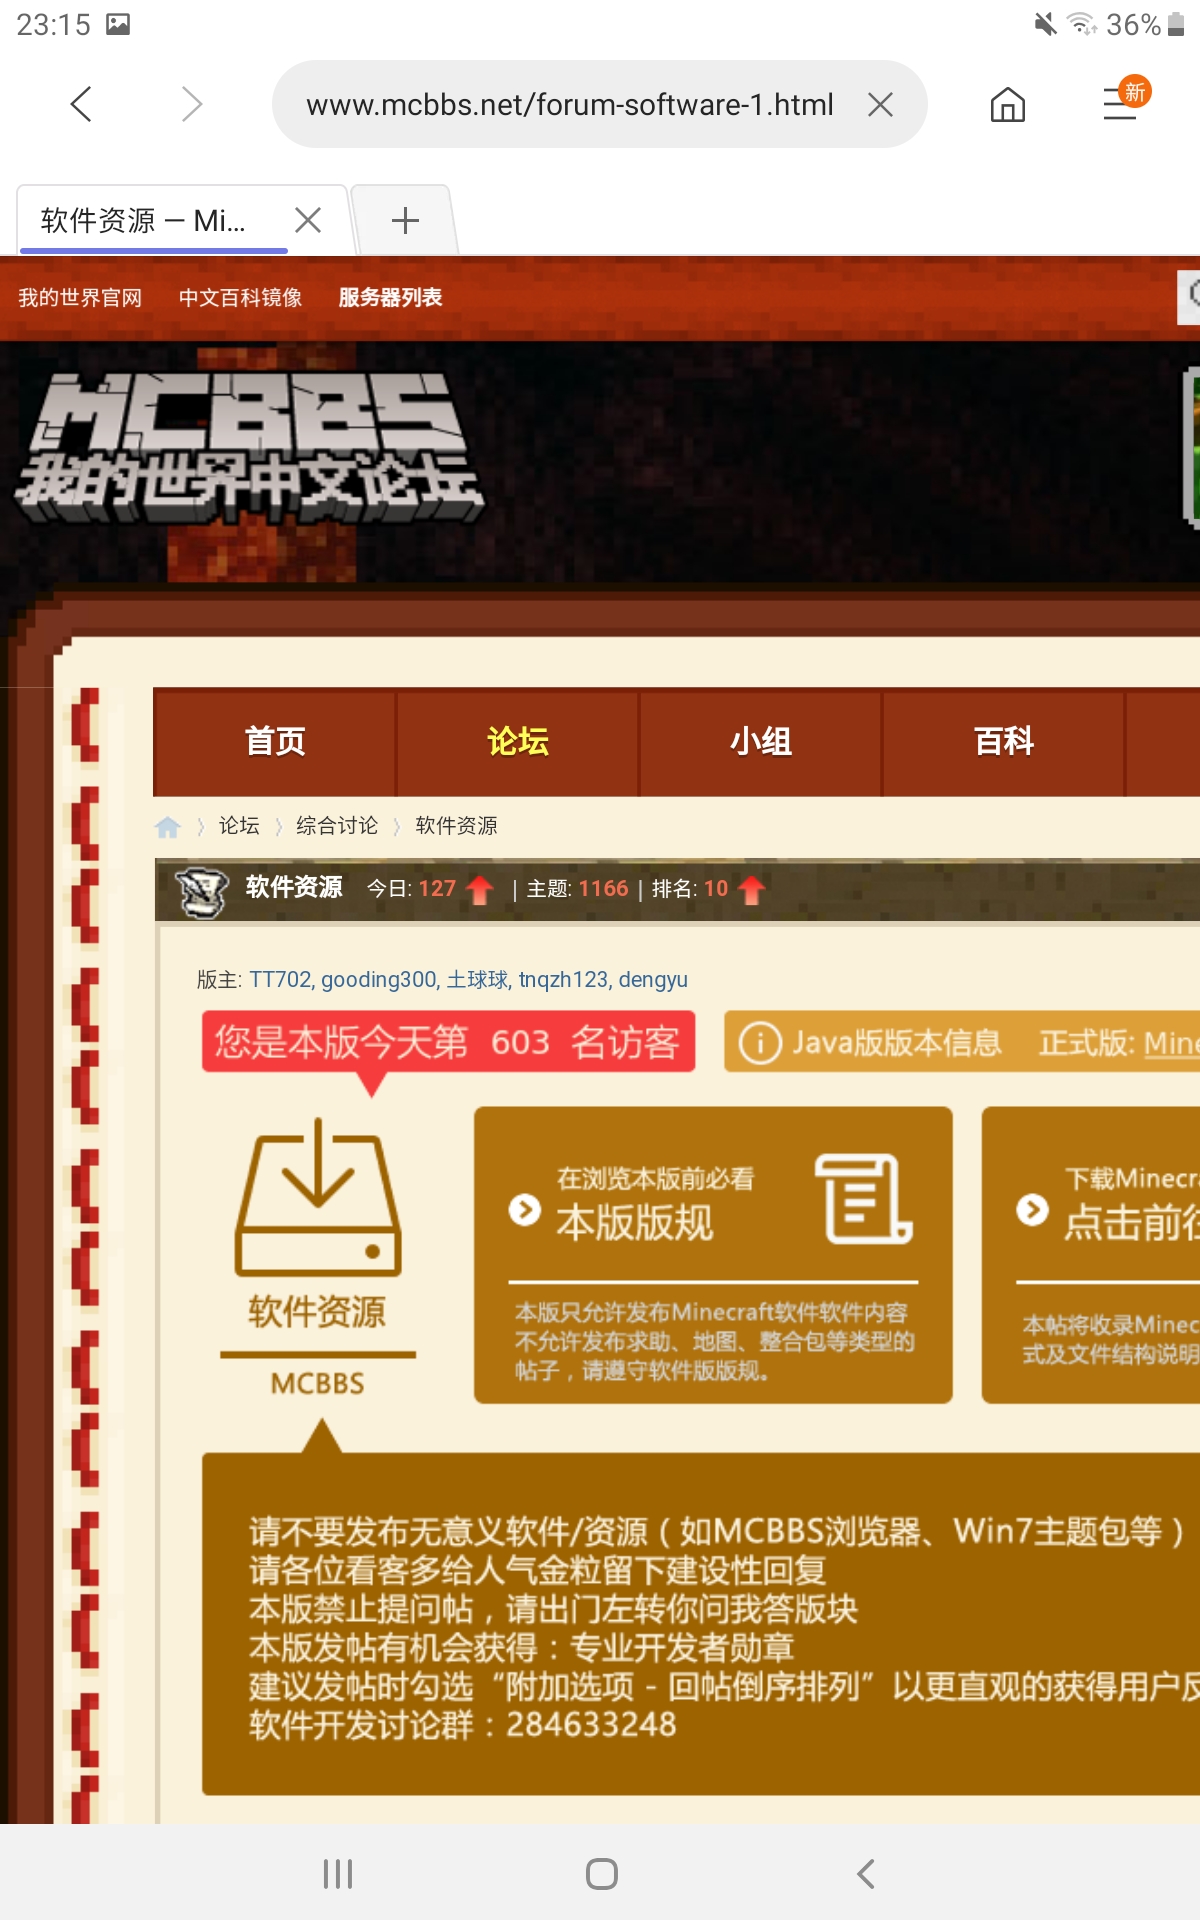 23:15
36%
www.mcbbs.net/forum-software-1.html
新
软件资源 — Mi...
我的世界官网 中文百科镜像 服务器列表
MCBBS
我的世界中文论坛
首页 论坛 小组 百科
论坛 综合讨论 软件资源
软件资源 今日: 127 | 主题: 1166 | 排名: 10
版主: TT702, gooding300, 土球球, tnqzh123, dengyu
您是本版今天第 603 名访客
Java版版本信息 正式版: Mine
在浏览本版前必看
本版版规
本版只允许发布Minecraft软件软件内容
不允许发布求助、地图、整合包等类型的
帖子，请遵守软件版版规。
下载Minecr
点击前往
本帖将收录Minec
式及文件结构说明
软件资源
MCBBS
请不要发布无意义软件/资源（如MCBBS浏览器、Win7主题包等）
请各位看客多给人气金粒留下建设性回复
本版禁止提问帖，请出门左转你问我答版块
本版发帖有机会获得：专业开发者勋章
建议发帖时勾选“附加选项 - 回帖倒序排列”以更直观的获得用户反
软件开发讨论群：284633248